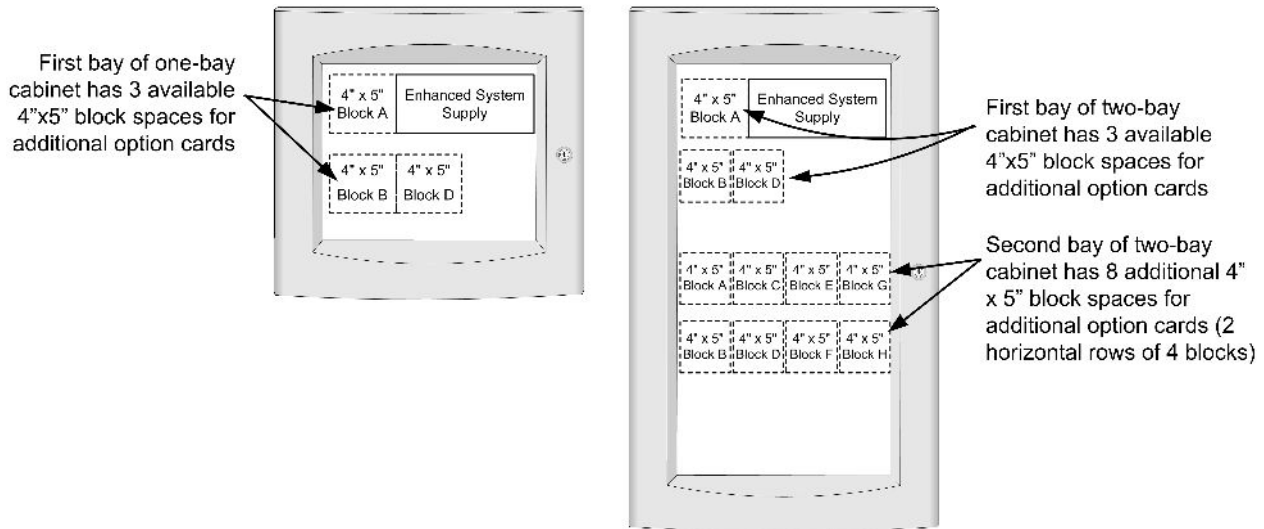 First bay of one-bay
cabinet has 3 available
4”x5” block spaces for
additional option cards
4" x 5"
Block A
Enhanced System
Supply
4" x 5"
Block B
4" x 5"
Block D
4" x 5"
Block A
Enhanced System
Supply
4" x 5"
Block B
4" x 5"
Block D
First bay of two-bay
cabinet has 3 available
4”x5” block spaces for
additional option cards
4" x 5"
Block A
4" x 5"
Block C
4" x 5"
Block E
4" x 5"
Block G
4" x 5"
Block B
4" x 5"
Block D
4" x 5"
Block F
4" x 5"
Block H
Second bay of two-bay
cabinet has 8 additional 4”
x 5” block spaces for
additional option cards (2
horizontal rows of 4 blocks)